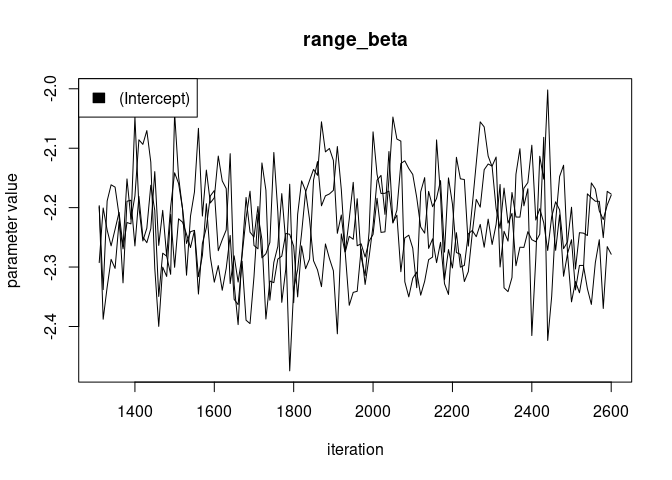 range_beta
(Intercept)
parameter value
-2.0
-2.1
-2.2
-2.3
-2.4
1400 1600 1800 2000 2200 2400 2600
iteration